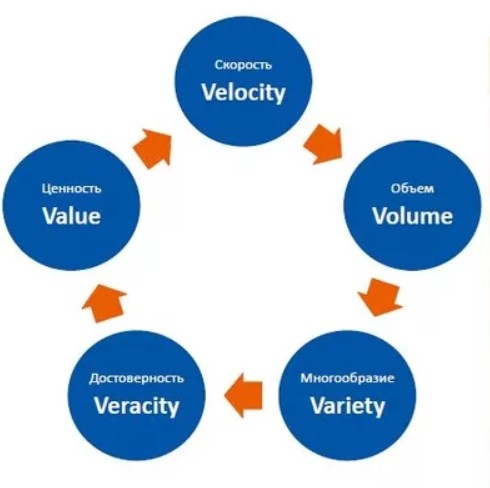 Скорость
Velocity
Объем
Volume
Многообразие
Variety
Достоверность
Veracity
Ценность
Value